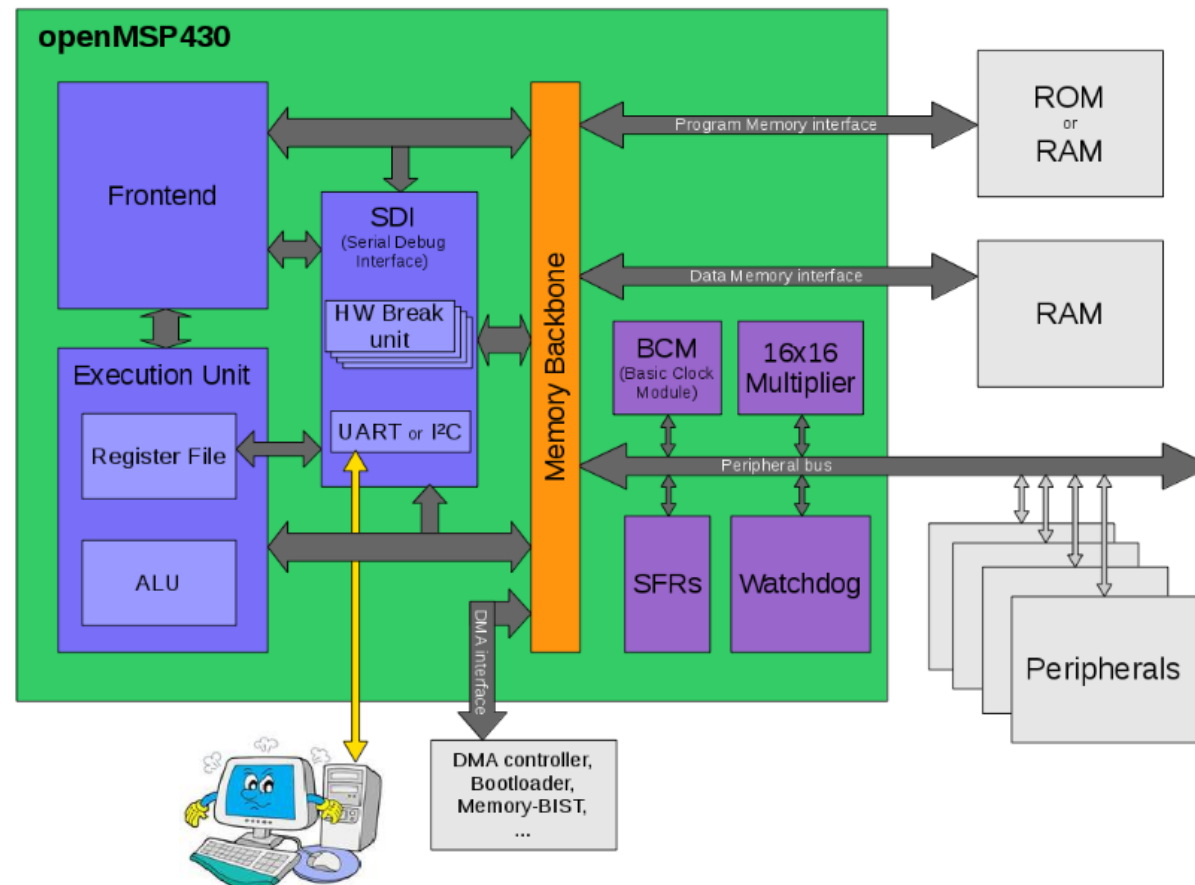 openMSP430
Frontend
SDI
(Serial Debug
Interface)
HW Break
unit
UART or I²C
Execution Unit
Register File
ALU
Memory Backbone
Program Memory interface
Data Memory interface
BCM
(Basic Clock
Module)
16x16
Multiplier
Peripheral bus
SFRs
Watchdog
DMA interface
ROM
or
RAM
RAM
Peripherals
DMA controller,
Bootloader,
Memory-BIST,
...